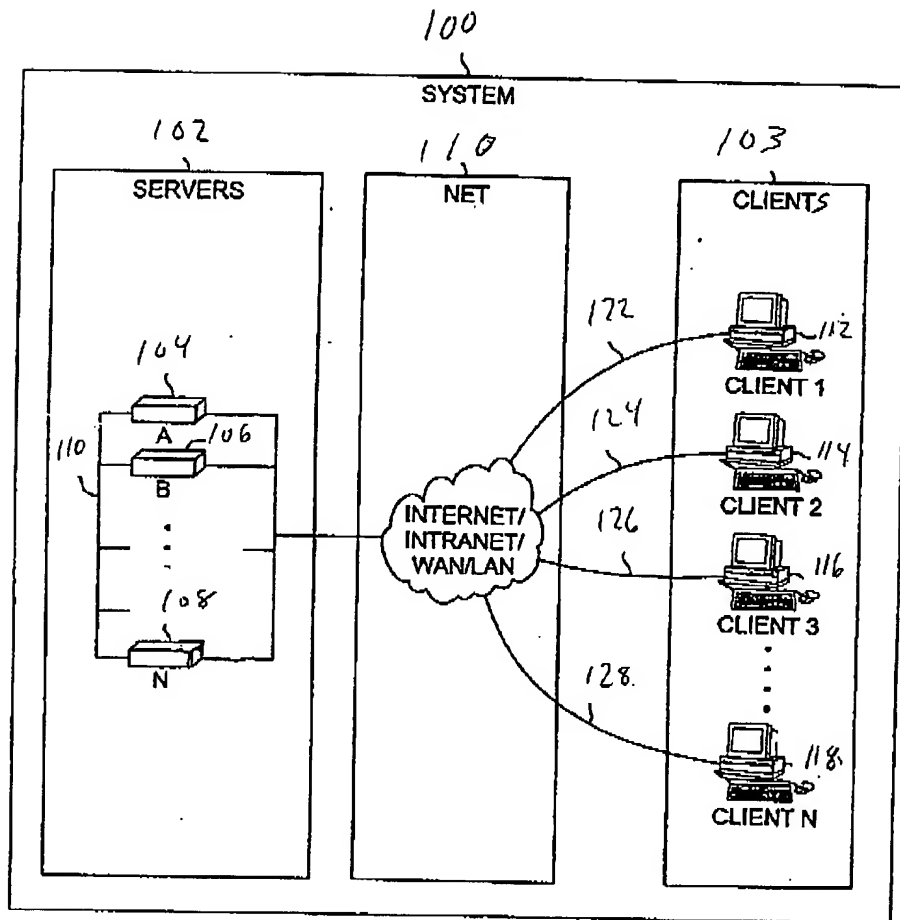 100
SYSTEM
102
SERVERS
110
NET
103
CLIENTS
104
A
106
B
110
108
N
INTERNET/
INTRANET/
WAN/LAN
122
112
CLIENT 1
124
114
CLIENT 2
126
116
CLIENT 3
128
118
CLIENT N